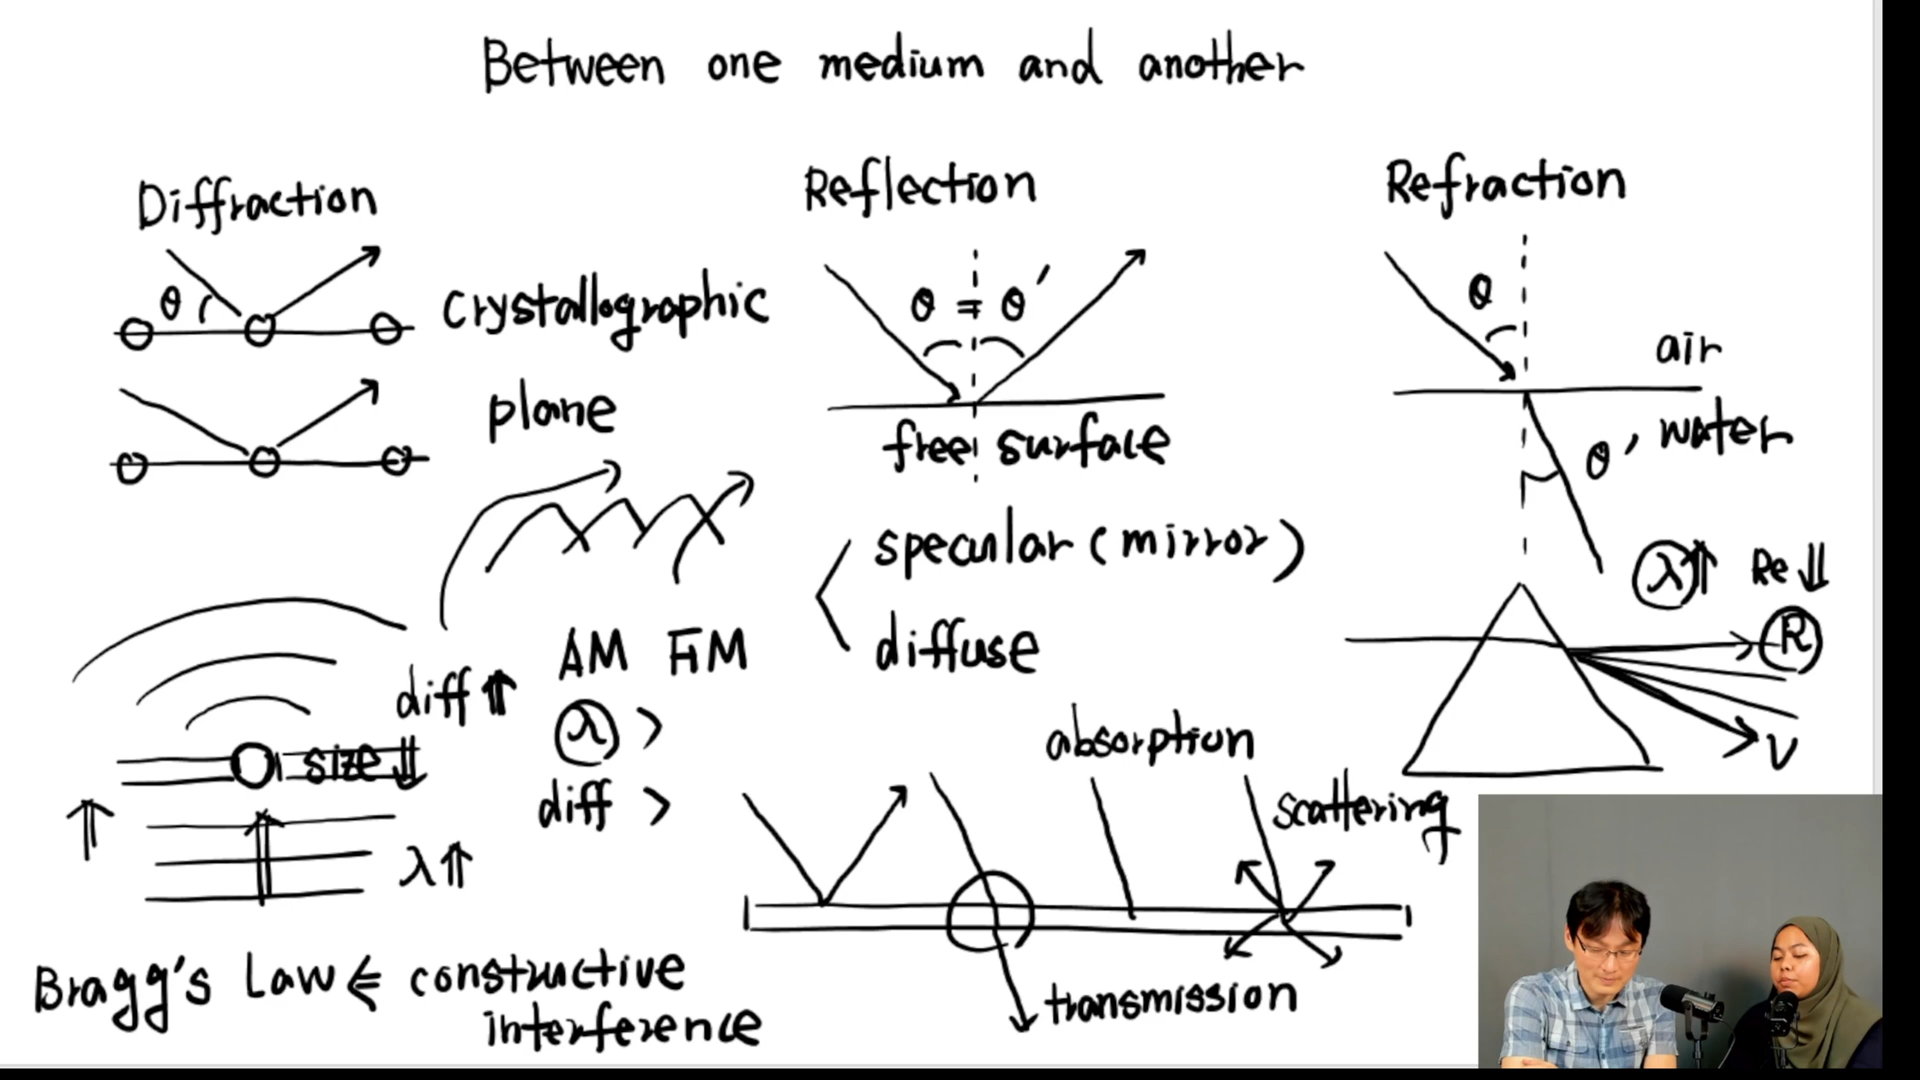 Between one medium and another
Diffraction
θ
crystallographic
plane
diff ⇑
AM FM
λ >
diff >
size ⇓
⇑
λ ⇑
Bragg's Law ⇐ constructive
interference
Reflection
θ = θ'
free surface
specular (mirror)
diffuse
absorption
scattering
transmission
Refraction
θ
air
water
θ'
λ ⇑ Re ⇓
R
V